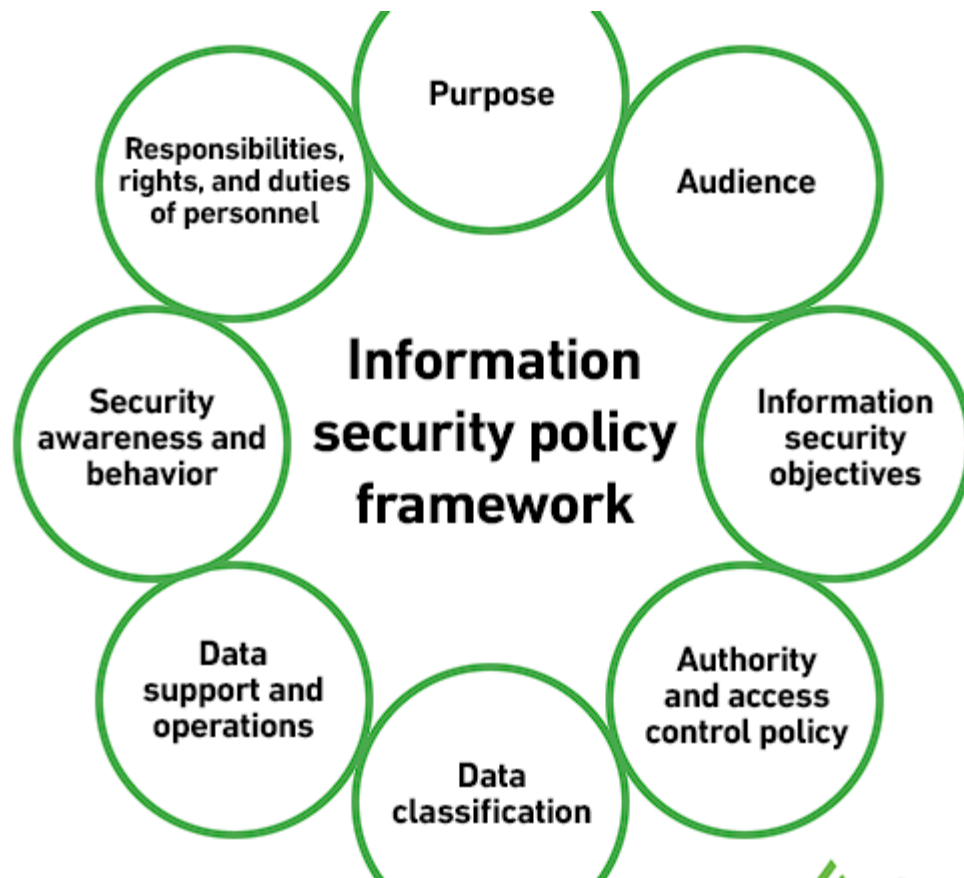 Purpose
Audience
Information
security
objectives
Authority
and access
control policy
Data
classification
Data
support and
operations
Security
awareness and
behavior
Responsibilities,
rights, and duties
of personnel
Information
security policy
framework